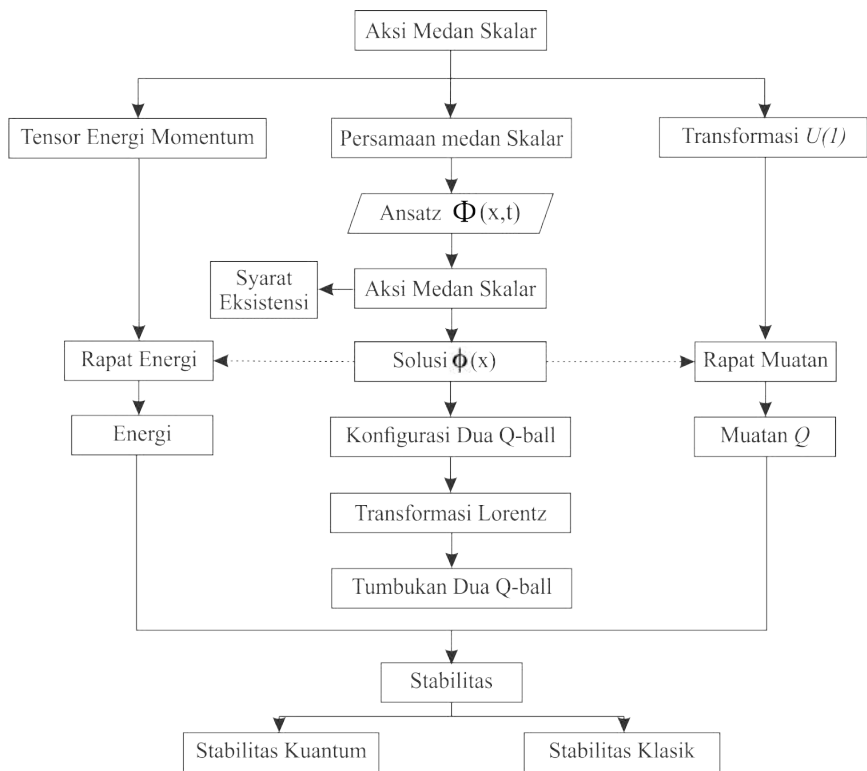 Aksi Medan Skalar
Tensor Energi Momentum
Persamaan medan Skalar
Transformasi U(1)
Ansatz Φ(x,t)
Syarat
Eksistensi
Aksi Medan Skalar
Rapat Energi
Solusi ϕ(x)
Rapat Muatan
Energi
Konfigurasi Dua Q-ball
Muatan Q
Transformasi Lorentz
Tumbukan Dua Q-ball
Stabilitas
Stabilitas Kuantum
Stabilitas Klasik